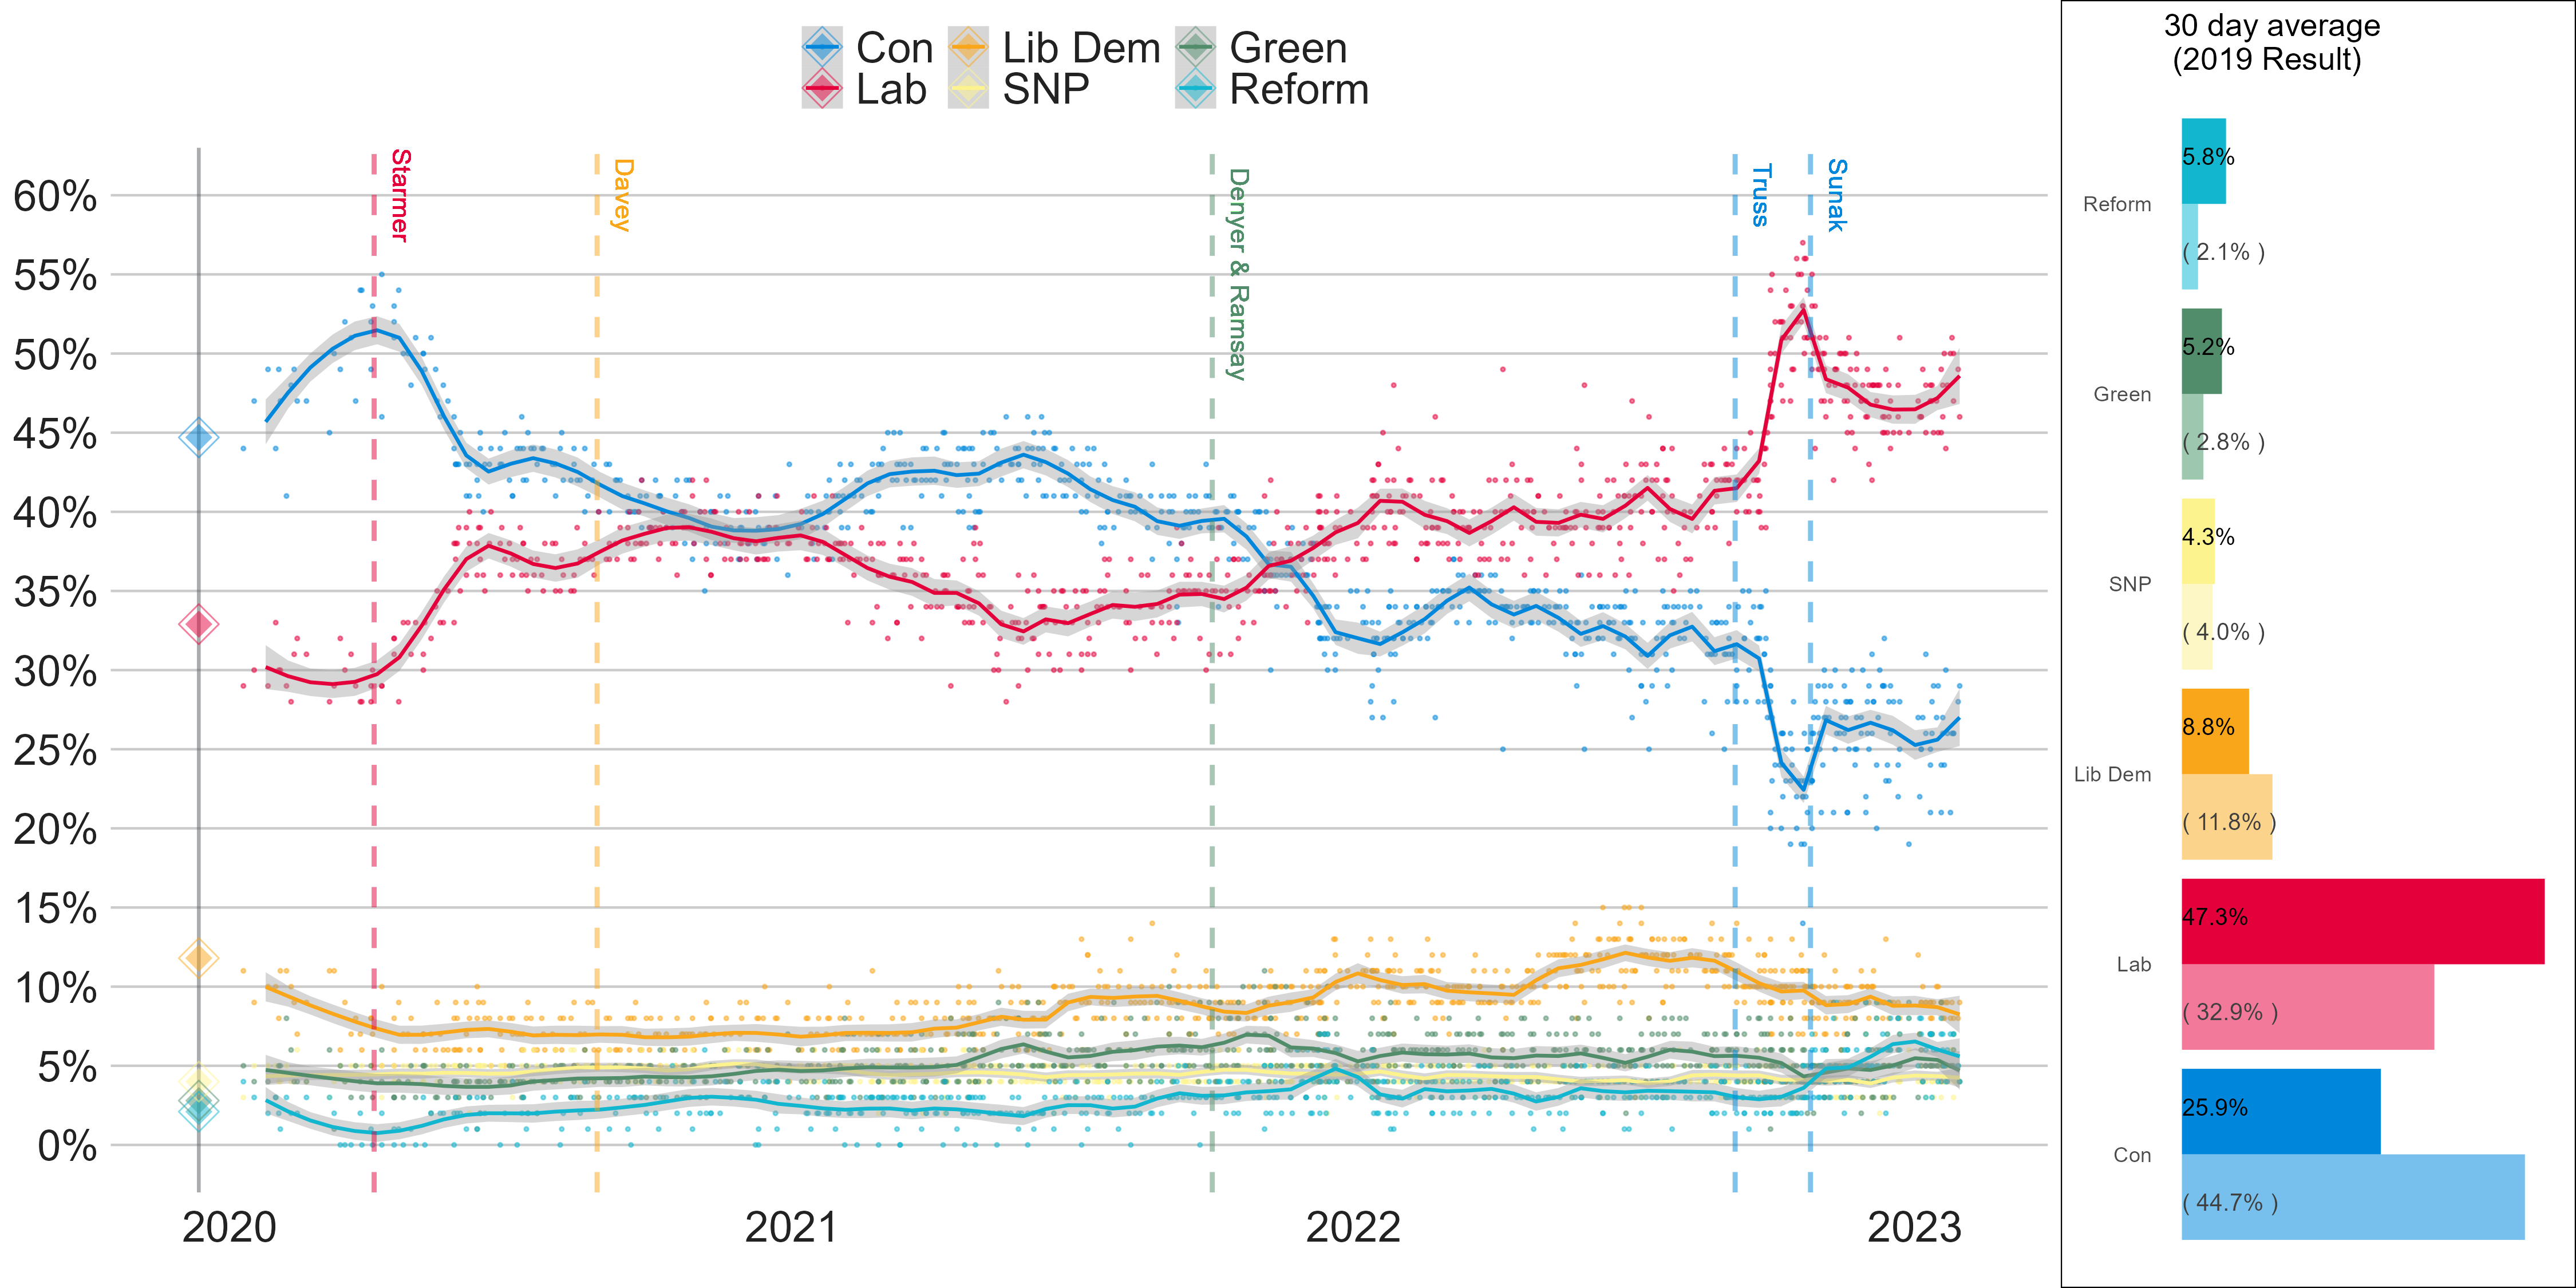 Con Lib Dem Green
Lab SNP Reform
30 day average
(2019 Result)
Starmer
Davey
Denyer & Ramsay
Truss
Sunak
60%
55%
50%
45%
40%
35%
30%
25%
20%
15%
10%
5%
0%
2020 2021 2022 2023
Reform
5.8%
( 2.1% )
Green
5.2%
( 2.8% )
SNP
4.3%
( 4.0% )
Lib Dem
8.8%
( 11.8% )
Lab
47.3%
( 32.9% )
Con
25.9%
( 44.7% )